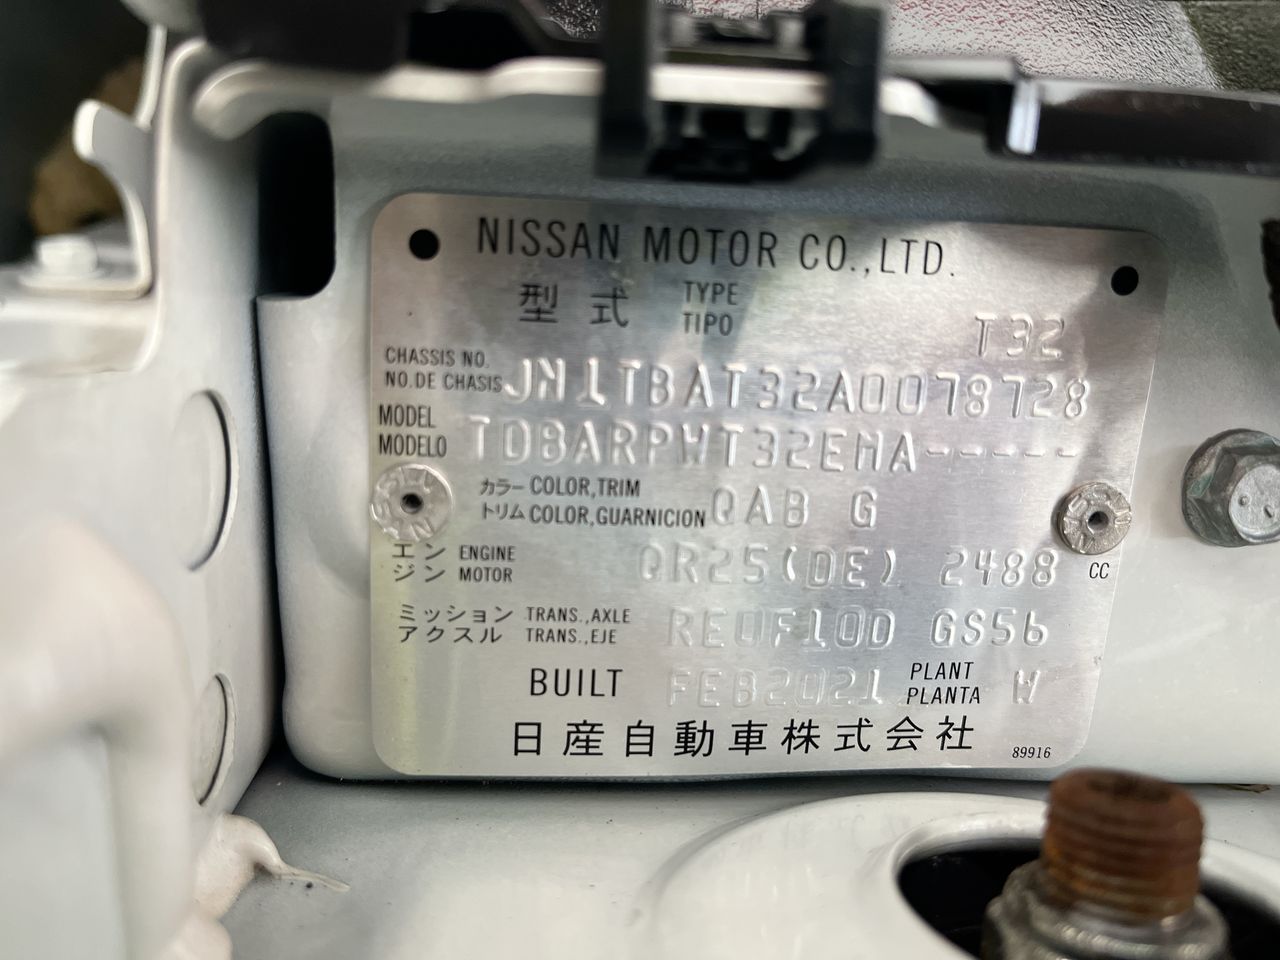 NISSAN MOTOR CO.,LTD.
型式 TYPE TIPO T32
CHASSIS NO.
NO.DE CHASIS JN1TBAT32A0078728
MODEL
MODELO TDBARPWT32EHA-----
カラー COLOR,TRIM
トリム COLOR,GUARNICION QAB G
エン ENGINE
ジン MOTOR QR25(DE) 2488 CC
ミッション TRANS.,AXLE
アクスル TRANS.,EJE RE0F10D GS56
BUILT FEB2021 PLANT PLANTA W
日産自動車株式会社 89916